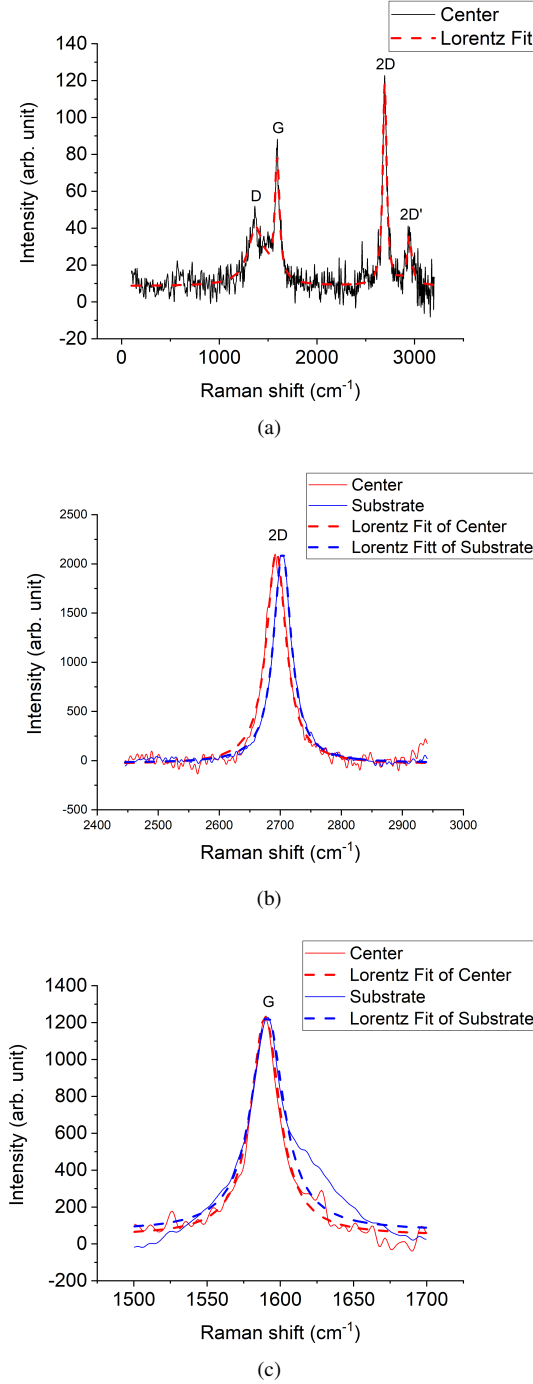 Center
Lorentz Fit
140
120
100
80
60
40
20
0
-20
2D
G
D
2D'
Intensity (arb. unit)
0 1000 2000 3000
Raman shift (cm-1)
(a)
Center
Substrate
Lorentz Fit of Center
Lorentz Fitt of Substrate
2500
2000
1500
1000
500
0
-500
2D
Intensity (arb. unit)
2400 2500 2600 2700 2800 2900 3000
Raman shift (cm-1)
(b)
Center
Lorentz Fit of Center
Substrate
Lorentz Fit of Substrate
1400
1200
1000
800
600
400
200
0
-200
G
Intensity (arb. unit)
1500 1550 1600 1650 1700
Raman shift (cm-1)
(c)